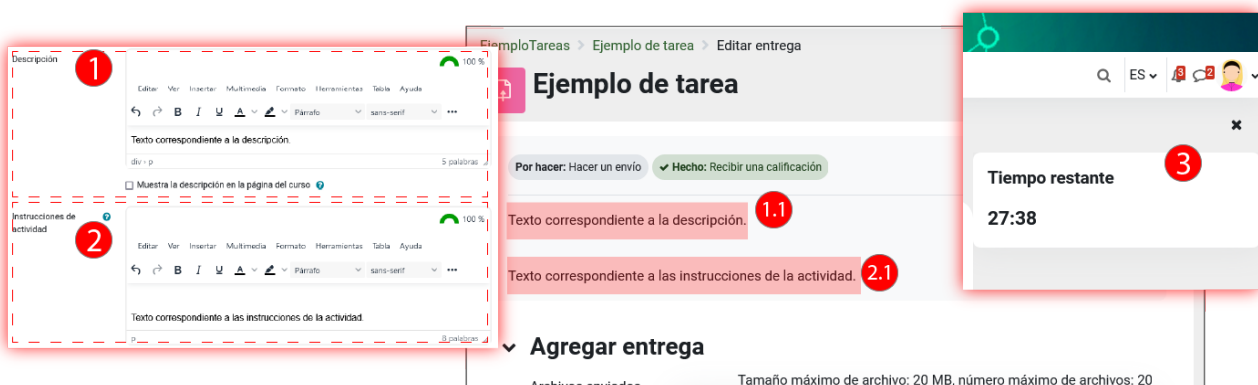 Descripción
1
100 %
Editar Ver Insertar Multimedia Formato Herramientas Tabla Ayuda
B I U A Párrafo sans-serif
Texto correspondiente a la descripción.
div › p
5 palabras
Muestra la descripción en la página del curso
Instrucciones de
actividad
2
100 %
Editar Ver Insertar Multimedia Formato Herramientas Tabla Ayuda
B I U A Párrafo sans-serif
Texto correspondiente a las instrucciones de la actividad.
p
8 palabras
EjemploTareas > Ejemplo de tarea > Editar entrega
Ejemplo de tarea
Por hacer: Hacer un envío
Hecho: Recibir una calificación
Texto correspondiente a la descripción.
1.1
Texto correspondiente a las instrucciones de la actividad.
2.1
Agregar entrega
Archivos enviados
Tamaño máximo de archivo: 20 MB, número máximo de archivos: 20
ES
3
2
3
Tiempo restante
27:38